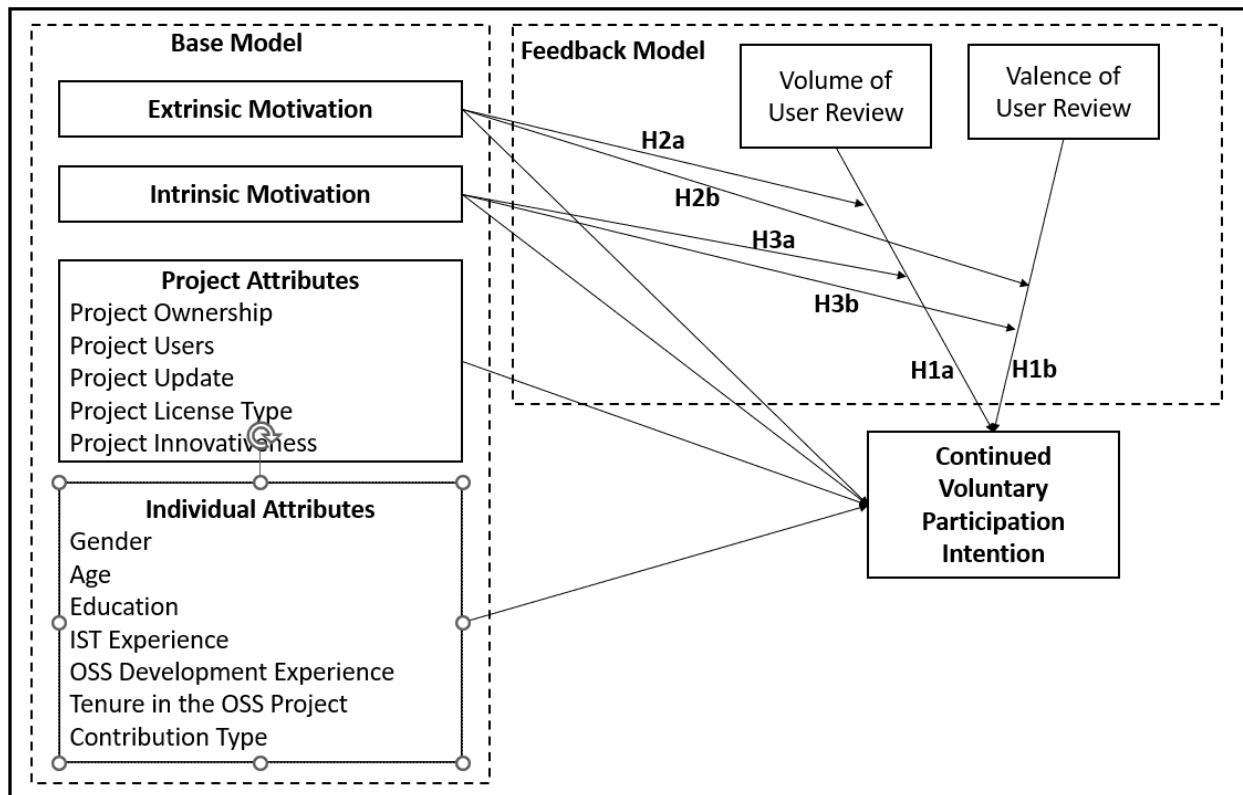 Base Model
Extrinsic Motivation
Intrinsic Motivation
Project Attributes
Project Ownership
Project Users
Project Update
Project License Type
Project Innovativeness
Individual Attributes
Gender
Age
Education
IST Experience
OSS Development Experience
Tenure in the OSS Project
Contribution Type
Feedback Model
Volume of
User Review
Valence of
User Review
H2a
H2b
H3a
H3b
H1a
H1b
Continued
Voluntary
Participation
Intention